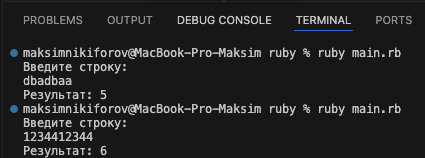 PROBLEMS OUTPUT DEBUG CONSOLE TERMINAL PORTS
maksimnikiforov@MacBook-Pro-Maksim ruby % ruby main.rb
Введите строку:
dbadbaa
Результат: 5
maksimnikiforov@MacBook-Pro-Maksim ruby % ruby main.rb
Введите строку:
1234412344
Результат: 6